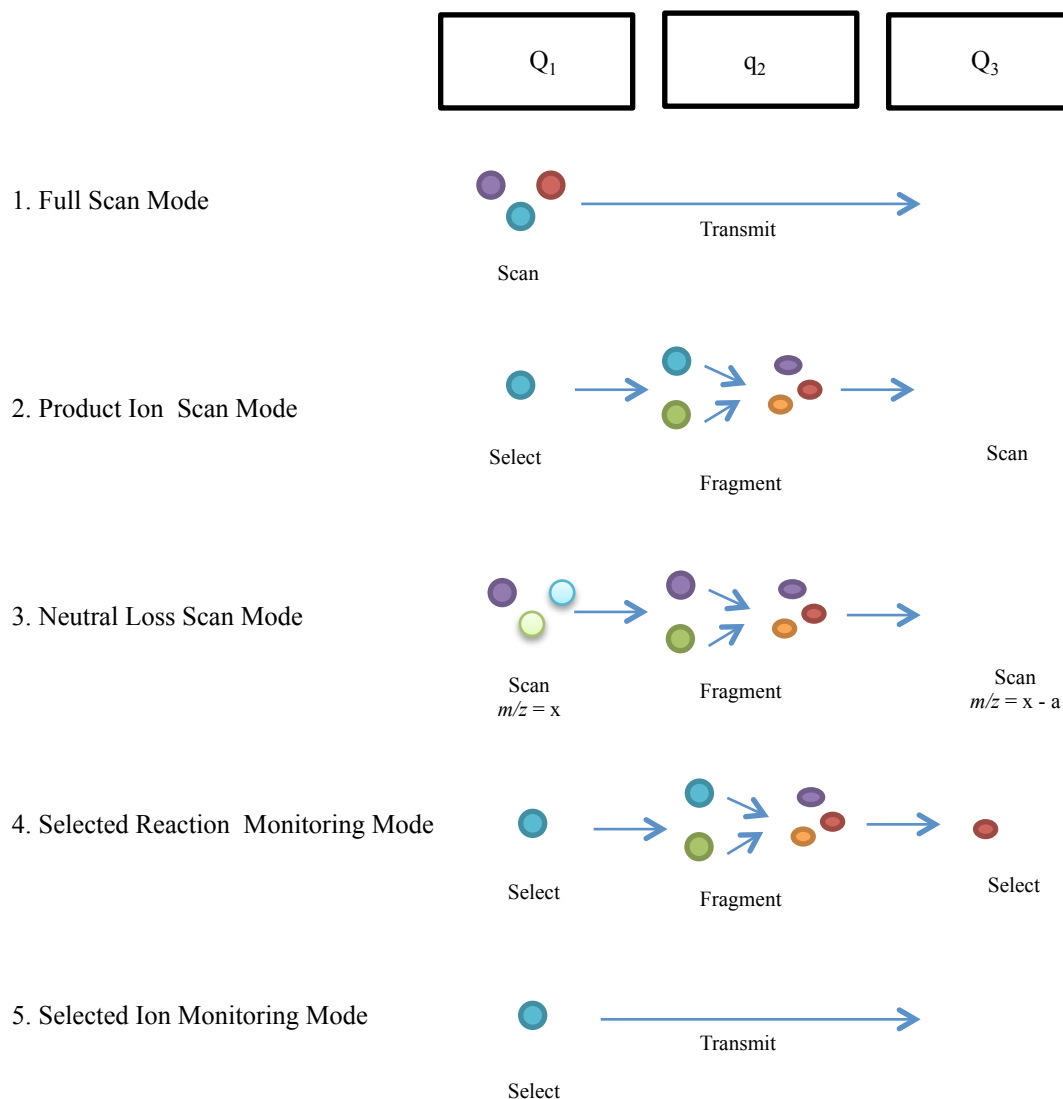 Q₁
q₂
Q₃
1. Full Scan Mode
Transmit
Scan
2. Product Ion  Scan Mode
Select
Fragment
Scan
3. Neutral Loss Scan Mode
Scan
m/z = x
Fragment
Scan
m/z = x - a
4. Selected Reaction  Monitoring Mode
Select
Fragment
Select
5. Selected Ion Monitoring Mode
Transmit
Select